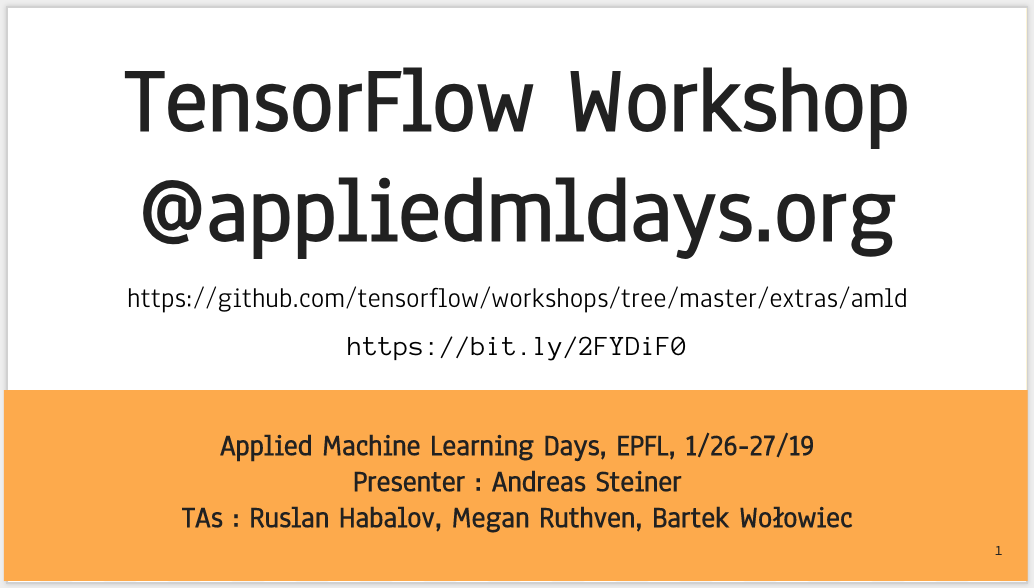 TensorFlow Workshop
@appliedmldays.org
https://github.com/tensorflow/workshops/tree/master/extras/amld
https://bit.ly/2FYDiF0
Applied Machine Learning Days, EPFL, 1/26-27/19
Presenter : Andreas Steiner
TAs : Ruslan Habalov, Megan Ruthven, Bartek Wołowiec
1